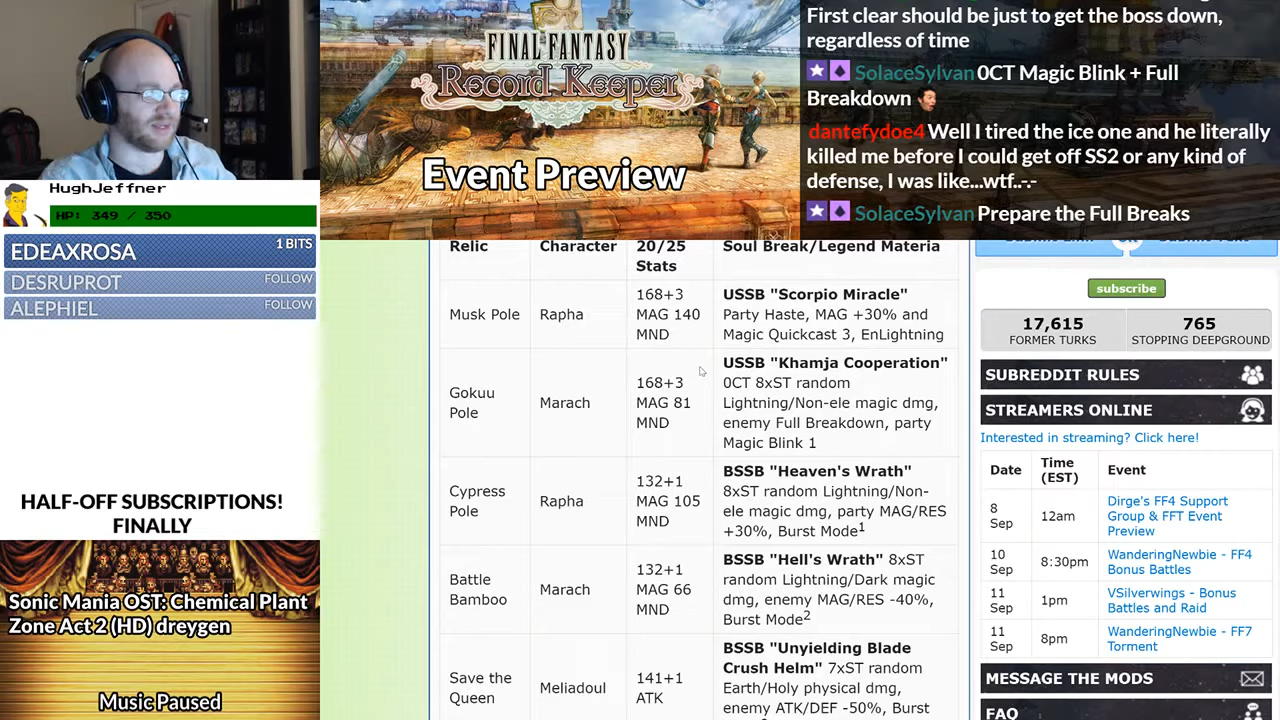 FINAL FANTASY
Record Keeper
Event Preview
First clear should be just to get the boss down,
regardless of time
SolaceSylvan 0CT Magic Blink + Full
Breakdown
dantefydoe4 Well I tired the ice one and he literally
killed me before I could get off SS2 or any kind of
defense, I was like...wtf..-.-
SolaceSylvan Prepare the Full Breaks
HughJeffner
HP: 349 / 350
EDEAXROSA 1 BITS
DESRUPROT FOLLOW
ALEPHIEL FOLLOW
HALF-OFF SUBSCRIPTIONS!
FINALLY
Sonic Mania OST: Chemical Plant
Zone Act 2 (HD) dreygen
Music Paused
Relic Character 20/25 Stats Soul Break/Legend Materia
Musk Pole Rapha 168+3
MAG 140
MND
USSB "Scorpio Miracle"
Party Haste, MAG +30% and
Magic Quickcast 3, EnLightning
Gokuu
Pole
Marach
168+3
MAG 81
MND
USSB "Khamja Cooperation"
0CT 8xST random
Lightning/Non-ele magic dmg,
enemy Full Breakdown, party
Magic Blink 1
Cypress
Pole
Rapha
132+1
MAG 105
MND
BSSB "Heaven's Wrath"
8xST random Lightning/Non-
ele magic dmg, party MAG/RES
+30%, Burst Mode1
Battle
Bamboo
Marach
132+1
MAG 66
MND
BSSB "Hell's Wrath" 8xST
random Lightning/Dark magic
dmg, enemy MAG/RES -40%,
Burst Mode2
Save the
Queen
Meliadoul
141+1
ATK
BSSB "Unyielding Blade
Crush Helm" 7xST random
Earth/Holy physical dmg,
enemy ATK/DEF -50%, Burst
subscribe
17,615
FORMER TURKS
765
STOPPING DEEPGROUND
SUBREDDIT RULES
STREAMERS ONLINE
Interested in streaming? Click here!
Date Time (EST) Event
8 Sep 12am Dirge's FF4 Support
Group & FFT Event
Preview
10 Sep 8:30pm WanderingNewbie - FF4
Bonus Battles
11 Sep 1pm VSilverwings - Bonus
Battles and Raid
11 Sep 8pm WanderingNewbie - FF7
Torment
MESSAGE THE MODS
FAQ